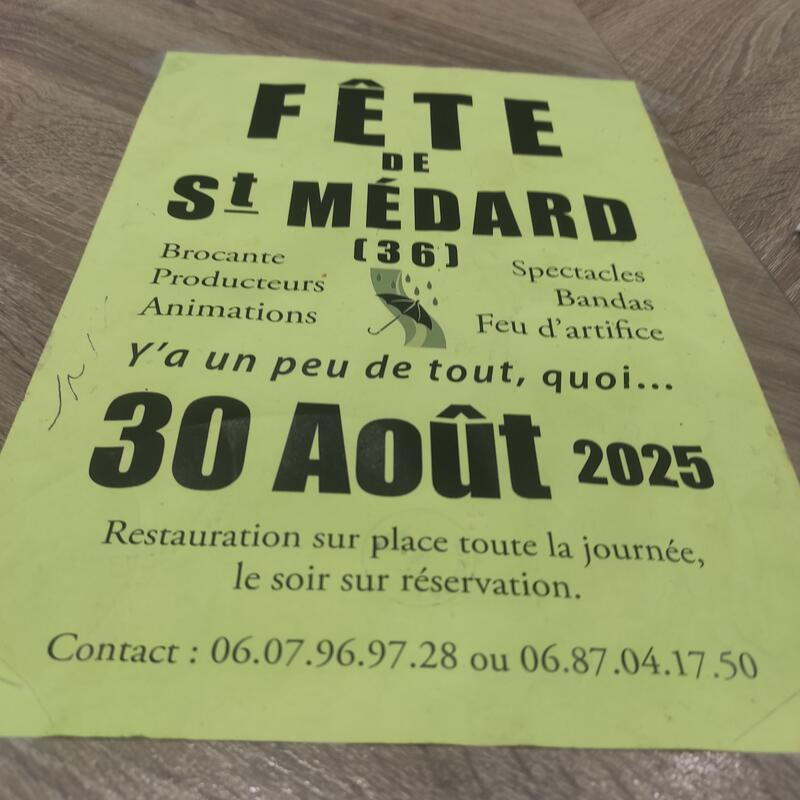 FÊTE
DE
St MÉDARD
(36)
Brocante
Producteurs
Animations
Spectacles
Bandas
Feu d'artifice
Y'a un peu de tout, quoi...
30 Août 2025
Restauration sur place toute la journée,
le soir sur réservation.
Contact : 06.07.96.97.28 ou 06.87.04.17.50